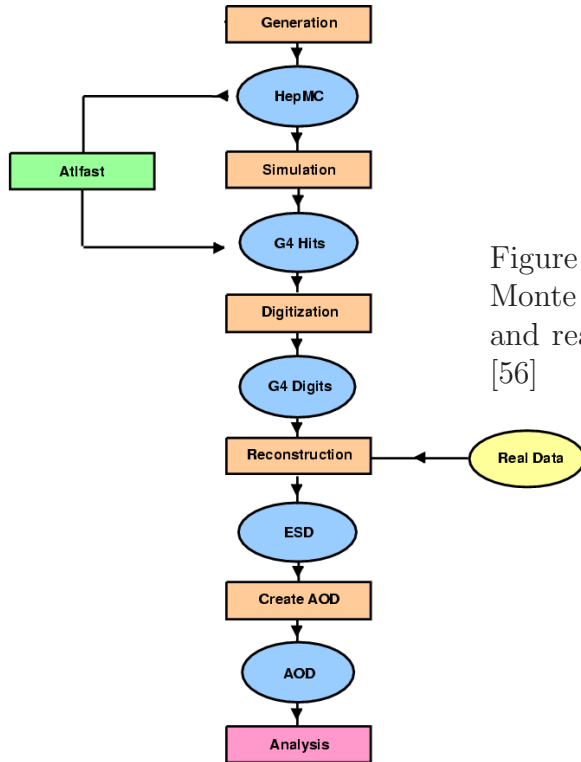 Generation
HepMC
Atlfast
Simulation
G4 Hits
Digitization
G4 Digits
Reconstruction
Real Data
ESD
Create AOD
AOD
Analysis
Figure
Monte
and rea
[56]